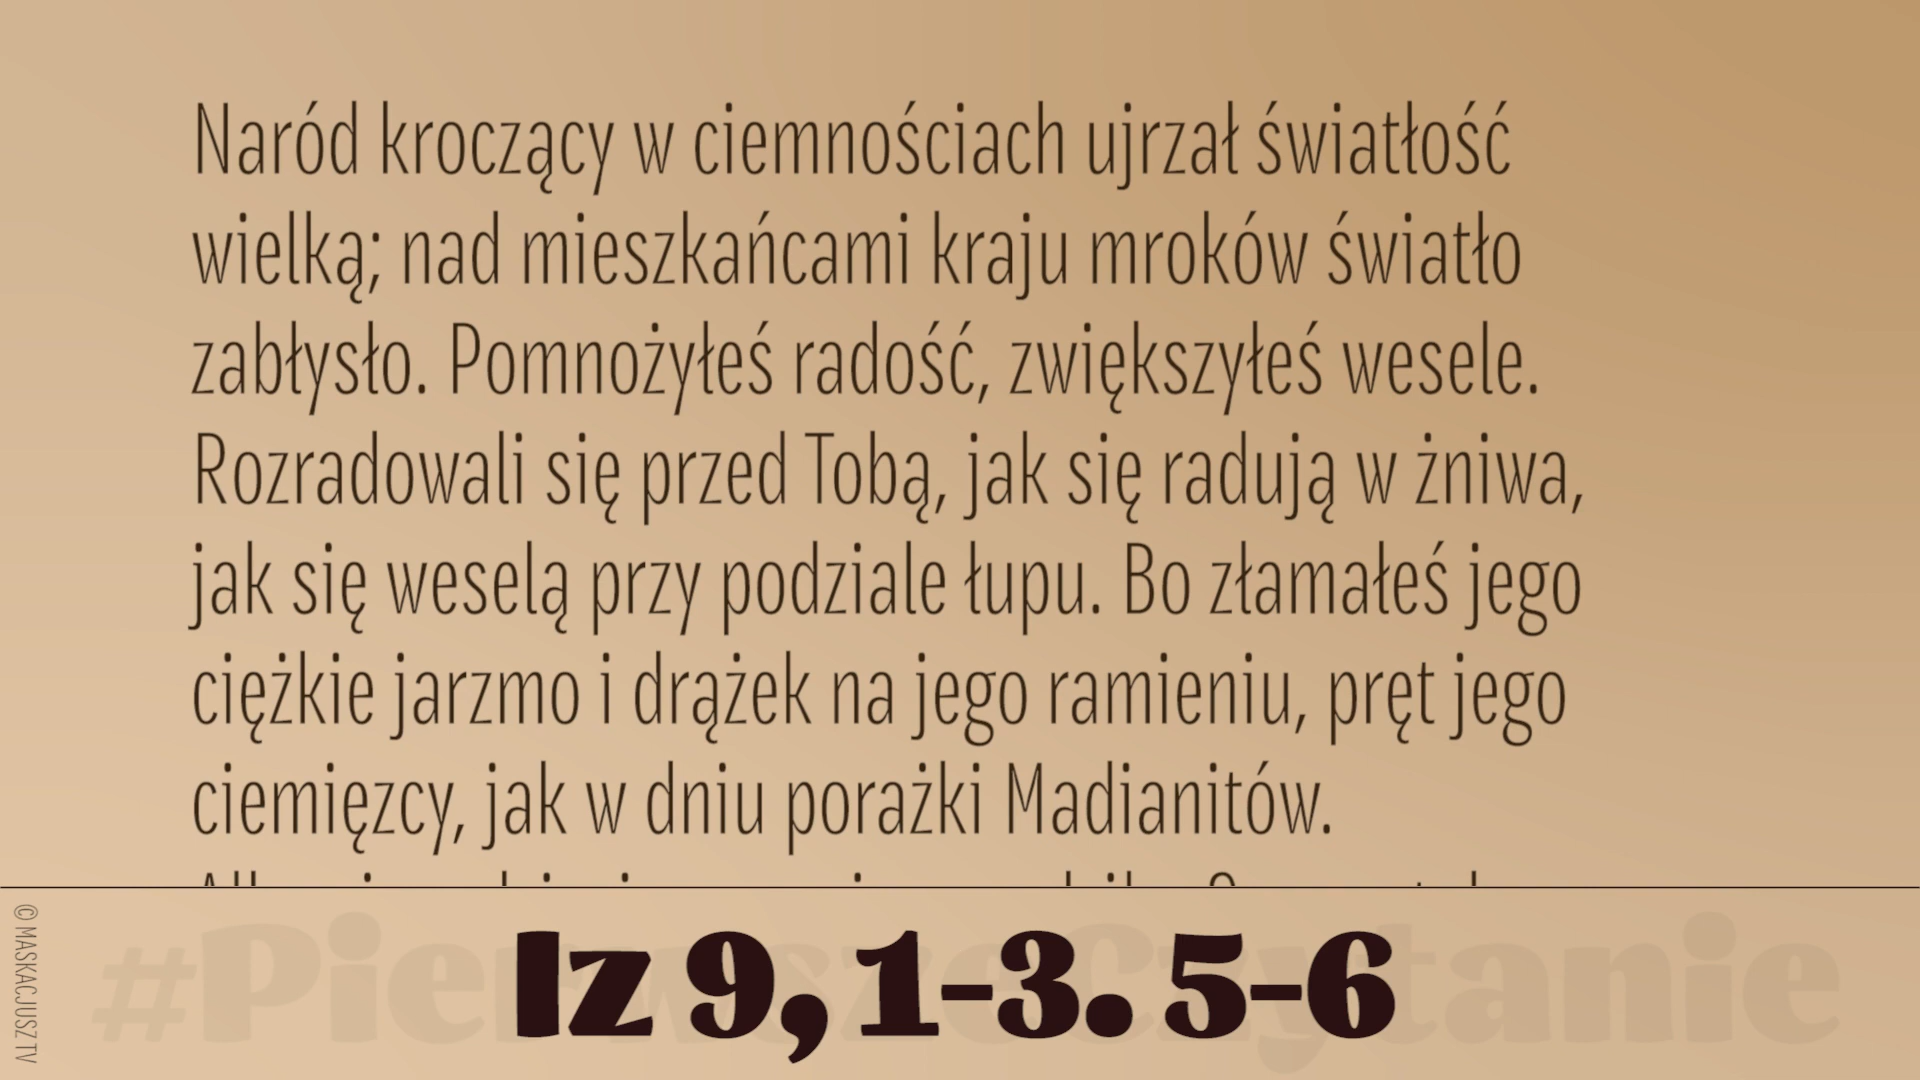 Naród kroczący w ciemnościach ujrzał światłość
wielką; nad mieszkańcami kraju mroków światło
zabłysło. Pomnożyłeś radość, zwiększyłeś wesele.
Rozradowali się przed Tobą, jak się radują w żniwa,
jak się weselą przy podziale łupu. Bo złamałeś jego
ciężkie jarzmo i drążek na jego ramieniu, pręt jego
ciemięzcy, jak w dniu porażki Madianitów.
#PierwszeCzytanie
Iz 9, 1-3. 5-6
© MASKACJUSZ TV